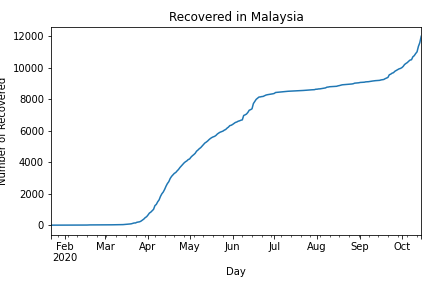 Recovered in Malaysia
Number of Recovered
12000
10000
8000
6000
4000
2000
0
Feb Mar Apr May Jun Jul Aug Sep Oct
2020
Day